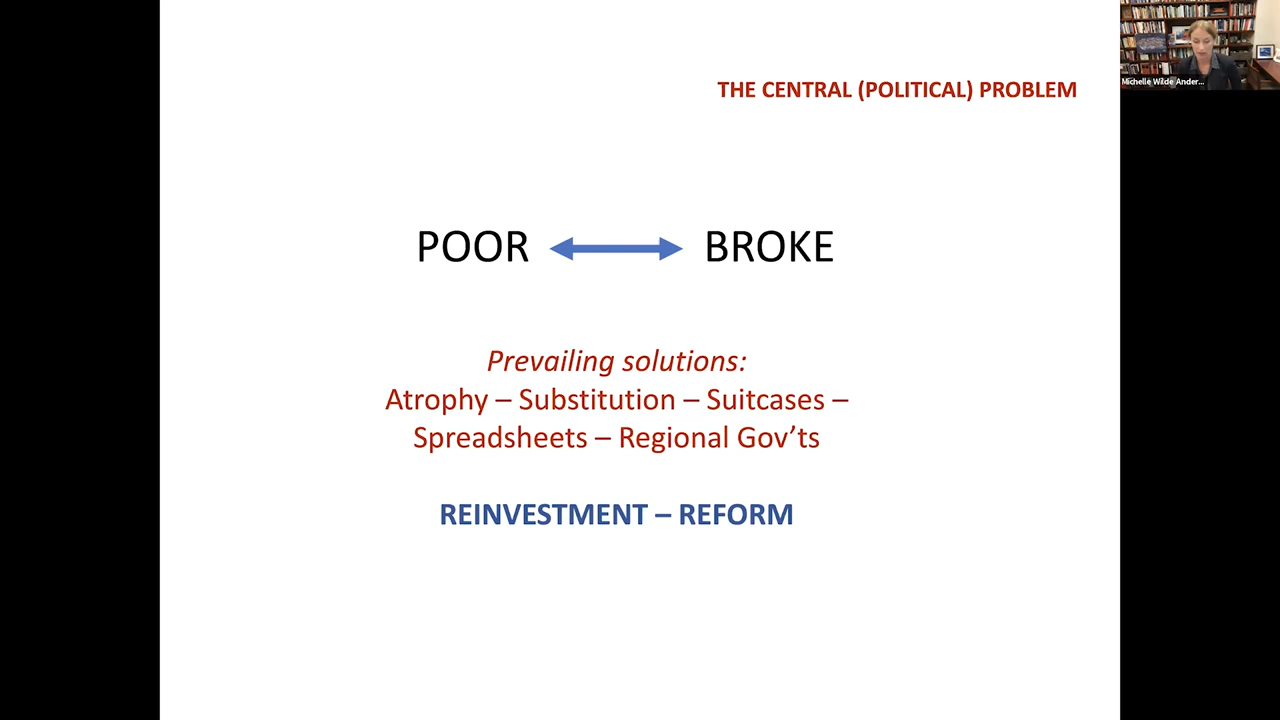 Michelle Wilde Ander...
THE CENTRAL (POLITICAL) PROBLEM
POOR BROKE
Prevailing solutions:
Atrophy – Substitution – Suitcases –
Spreadsheets – Regional Gov’ts
REINVESTMENT – REFORM